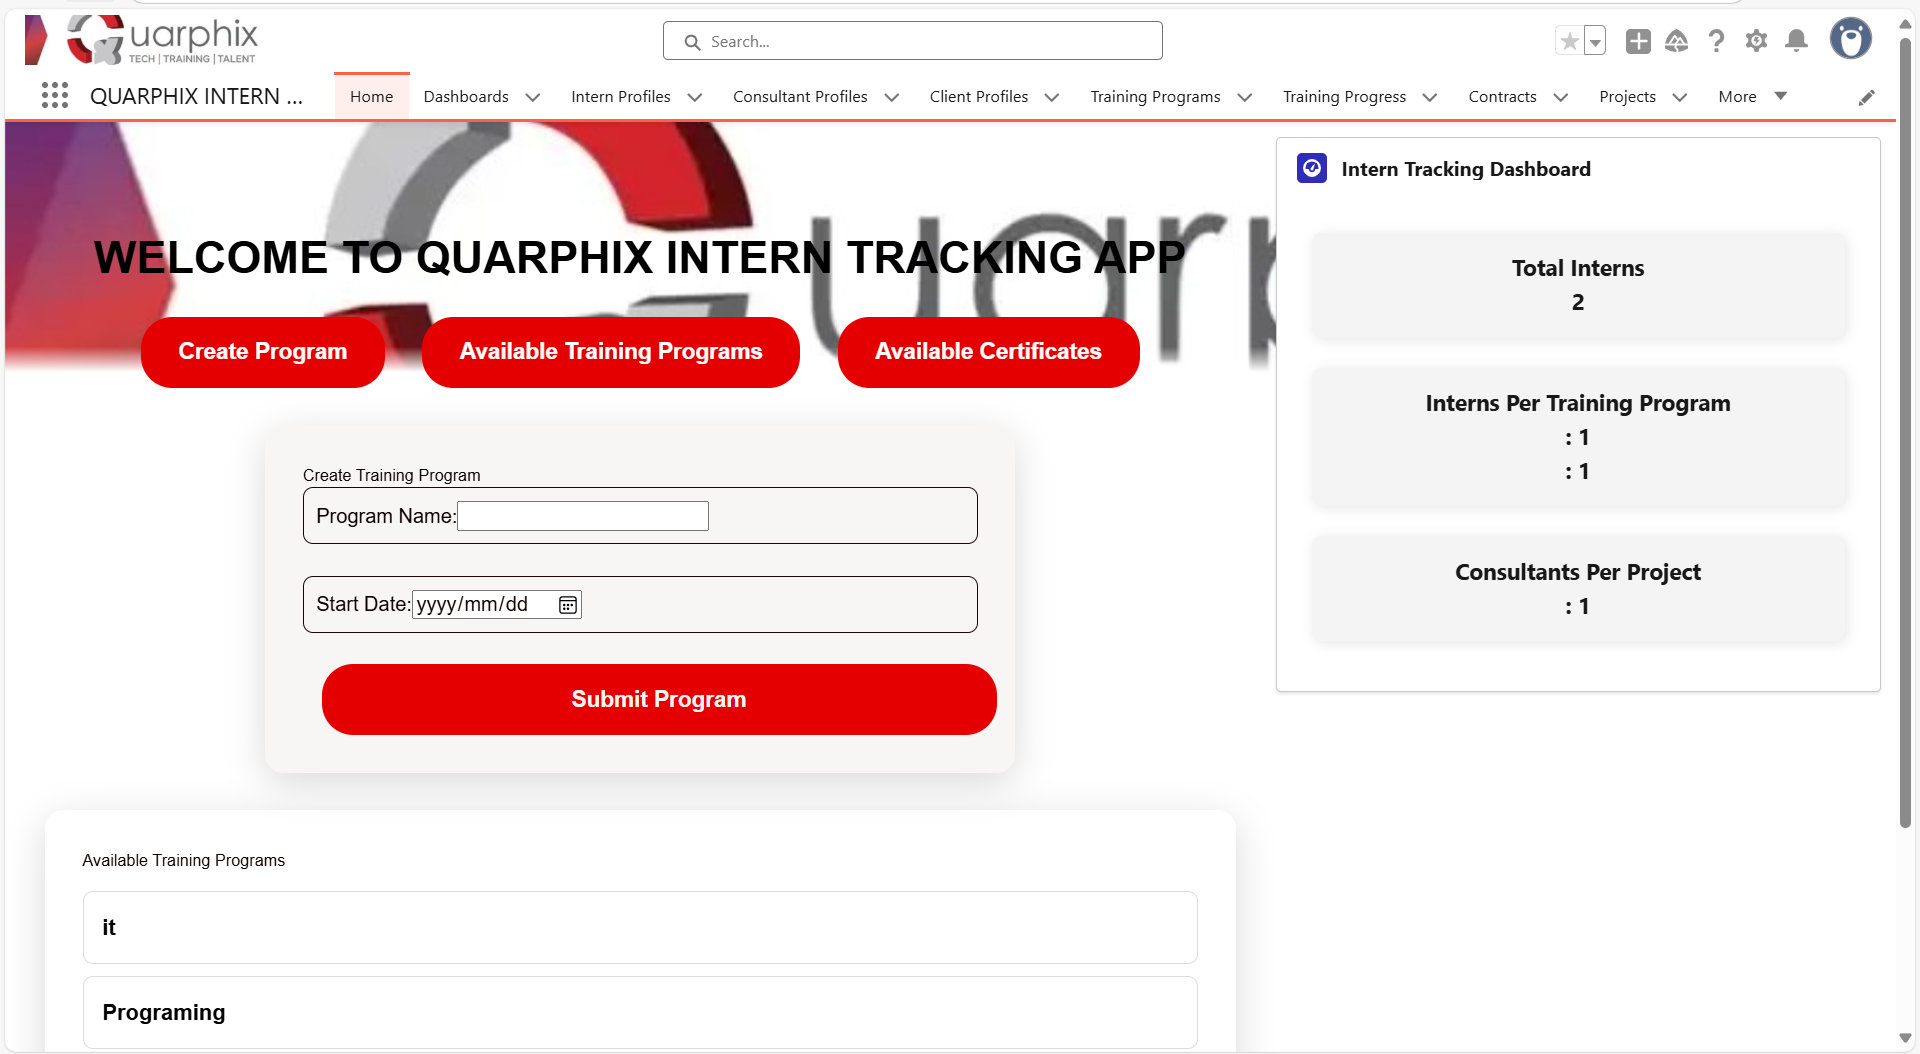 uarphix
TECH | TRAINING | TALENT
Search...
QUARPHIX INTERN ...
Home
Dashboards
Intern Profiles
Consultant Profiles
Client Profiles
Training Programs
Training Progress
Contracts
Projects
More
uarp
WELCOME TO QUARPHIX INTERN TRACKING APP
Create Program
Available Training Programs
Available Certificates
Create Training Program
Program Name:
Start Date: yyyy/mm/dd
Submit Program
Available Training Programs
it
Programing
Intern Tracking Dashboard
Total Interns
2
Interns Per Training Program
: 1
: 1
Consultants Per Project
: 1